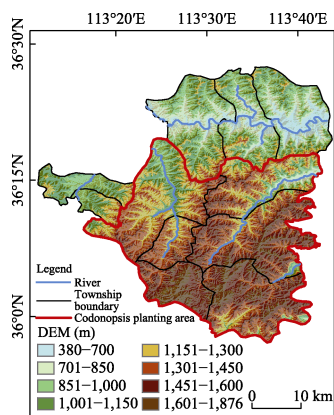 113°20′E 113°30′E 113°40′E
36°30′N
36°15′N
36°0′N
Legend
River
Township
boundary
Codonopsis planting area
DEM (m)
380–700 1,151–1,300
701–850 1,301–1,450
851–1,000 1,451–1,600
1,001–1,150 1,601–1,876
0 10 km